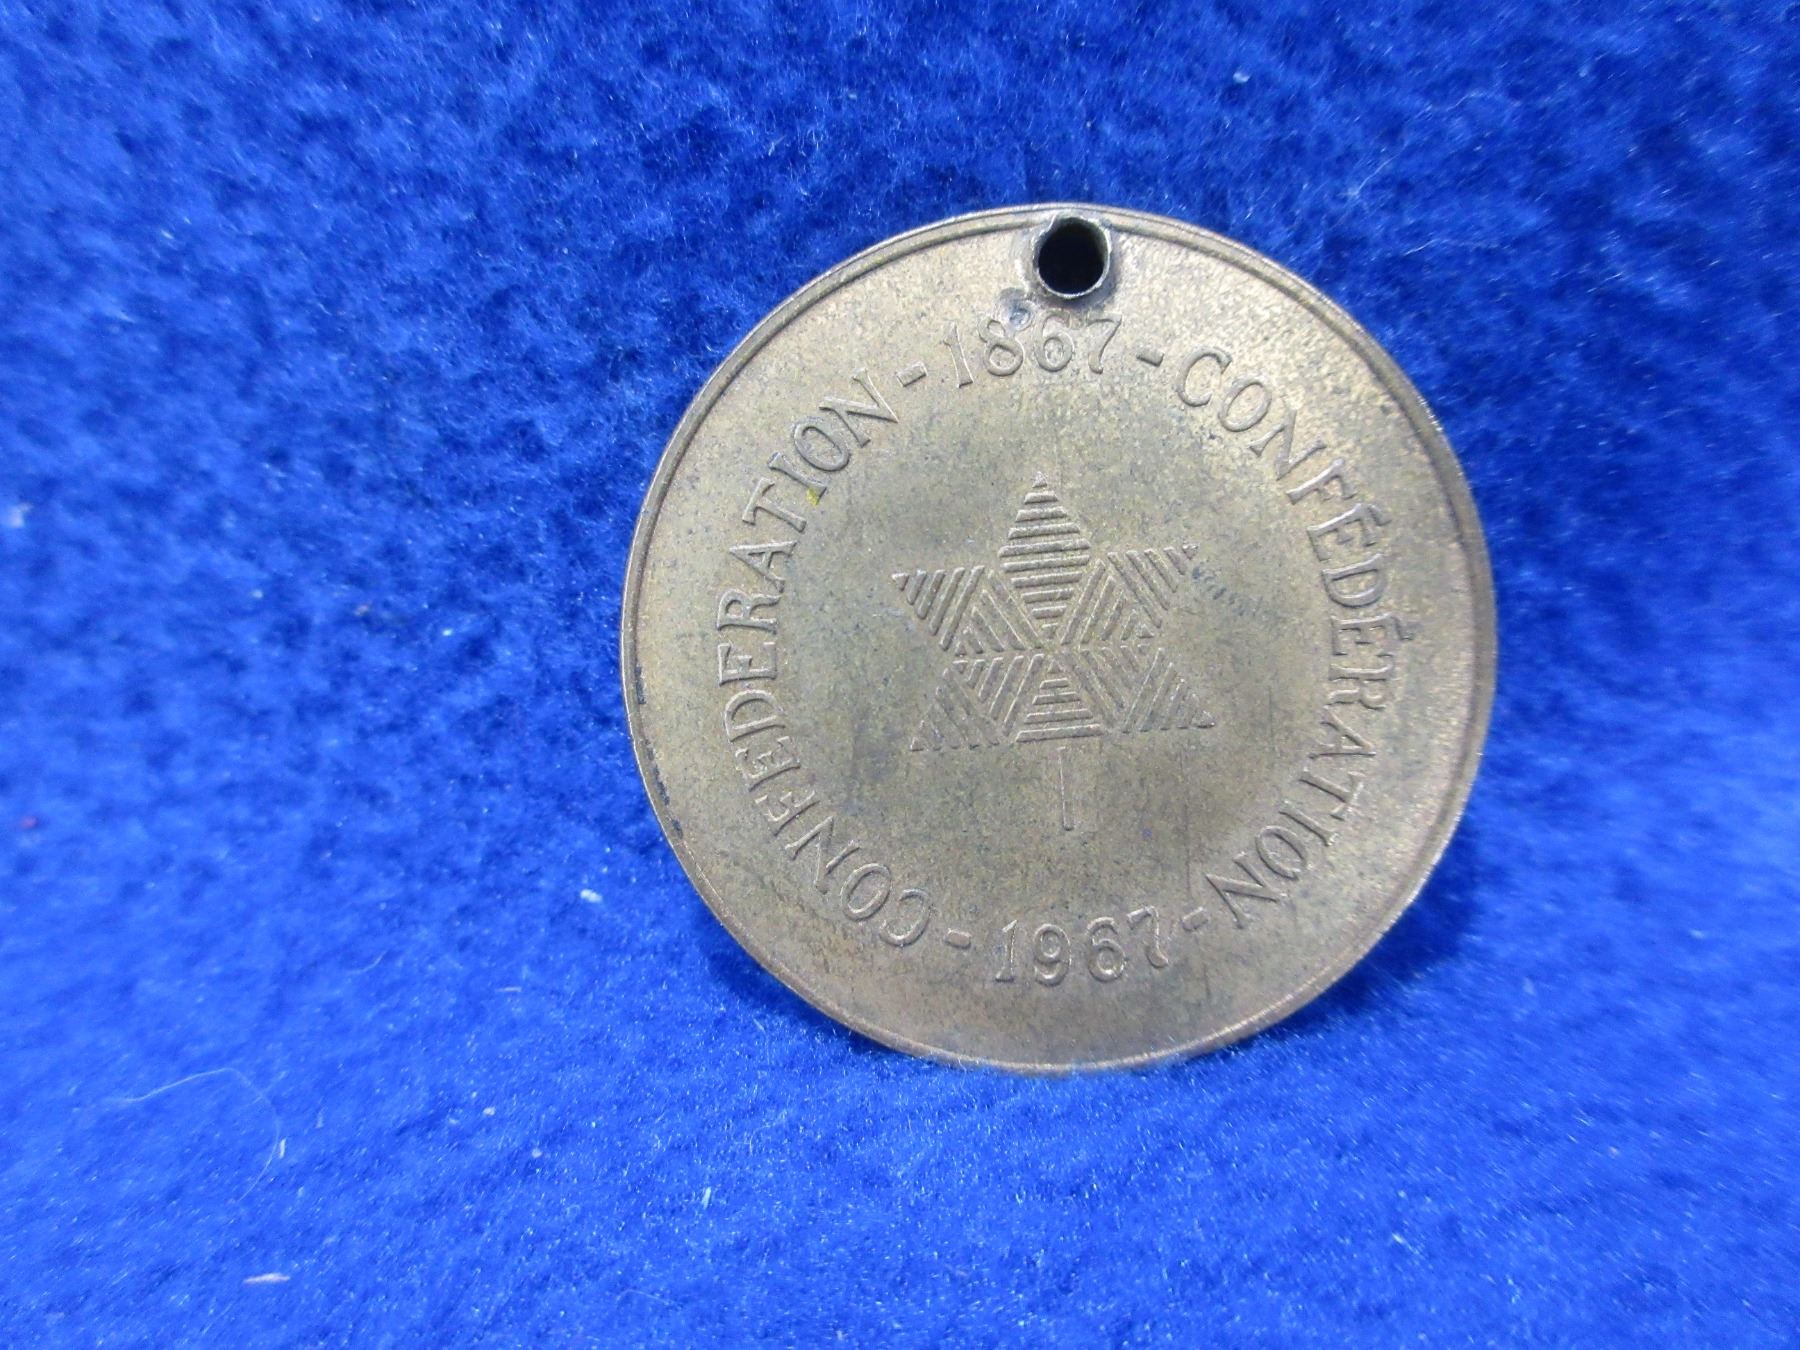 CONFEDERATION - 1867 - CONFÉDÉRATION - 1967 -